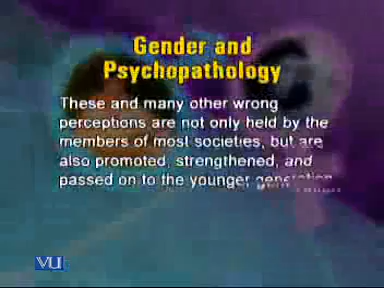 Gender and
Psychopathology
These and many other wrong
perceptions are not only held by the
members of most societies, but are
also promoted, strengthened, and
passed on to the younger generation
VU